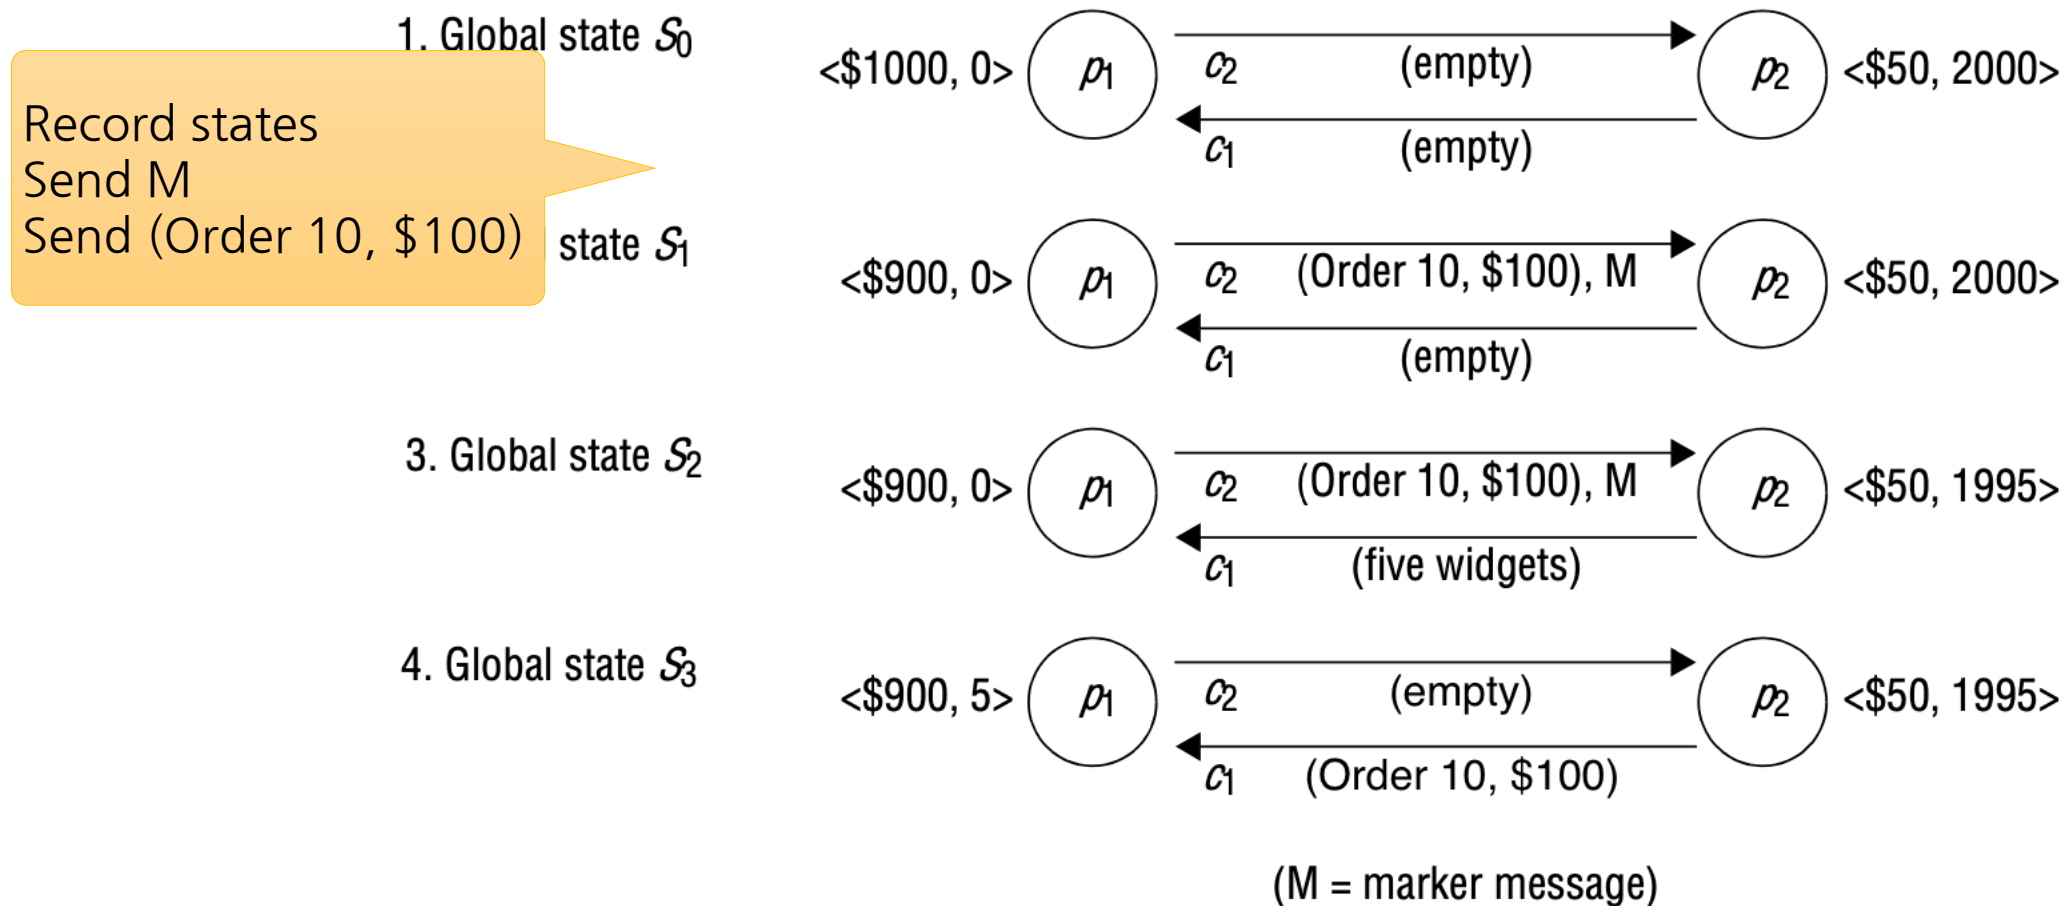 1. Global state S0
Record states
Send M
Send (Order 10, $100)
<$1000, 0> p1 c2 (empty) p2 <$50, 2000>
c1 (empty)
state S1
<$900, 0> p1 c2 (Order 10, $100), M p2 <$50, 2000>
c1 (empty)
3. Global state S2
<$900, 0> p1 c2 (Order 10, $100), M p2 <$50, 1995>
c1 (five widgets)
4. Global state S3
<$900, 5> p1 c2 (empty) p2 <$50, 1995>
c1 (Order 10, $100)
(M = marker message)